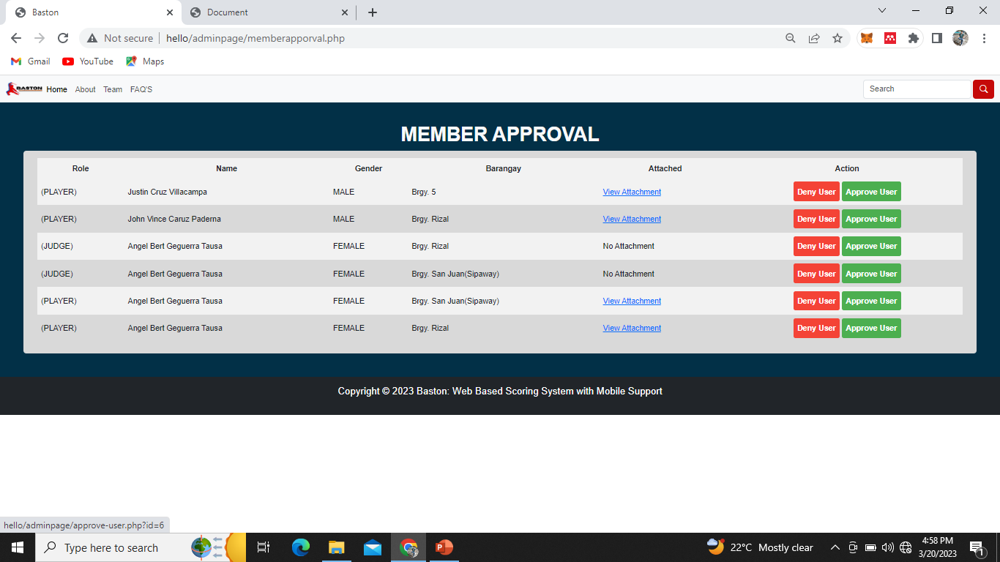 Baston
Document
Not secure
hello/adminpage/memberapporval.php
Gmail
YouTube
Maps
BASTON
Home
About
Team
FAQ'S
Search
MEMBER APPROVAL
Role Name Gender Barangay Attached Action
(PLAYER) Justin Cruz Villacampa MALE Brgy. 5 View Attachment Deny User Approve User
(PLAYER) John Vince Caruz Paderna MALE Brgy. Rizal View Attachment Deny User Approve User
(JUDGE) Angel Bert Geguerra Tausa FEMALE Brgy. Rizal No Attachment Deny User Approve User
(JUDGE) Angel Bert Geguerra Tausa FEMALE Brgy. San Juan(Sipaway) No Attachment Deny User Approve User
(PLAYER) Angel Bert Geguerra Tausa FEMALE Brgy. San Juan(Sipaway) View Attachment Deny User Approve User
(PLAYER) Angel Bert Geguerra Tausa FEMALE Brgy. Rizal View Attachment Deny User Approve User
Copyright © 2023 Baston: Web Based Scoring System with Mobile Support
hello/adminpage/approve-user.php?id=6
Type here to search
22°C Mostly clear
4:58 PM
3/20/2023
1